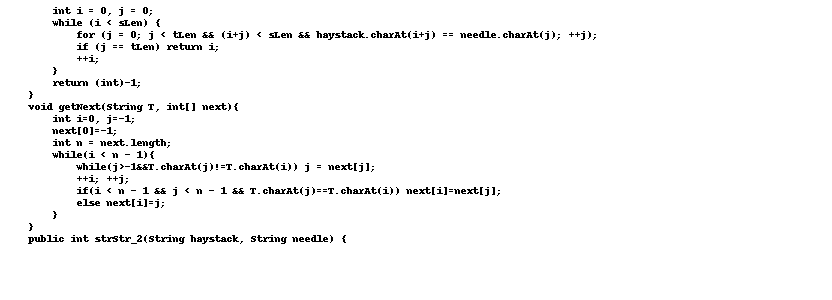 int i = 0, j = 0;
while (i < sLen) {
for (j = 0; j < tLen && (i+j) < sLen && haystack.charAt(i+j) == needle.charAt(j); ++j);
if (j == tLen) return i;
++i;
}
return (int)-1;
}
void getNext(String T, int[] next){
int i=0, j=-1;
next[0]=-1;
int n = next.length;
while(i < n - 1){
while(j>-1&&T.charAt(j)!=T.charAt(i)) j = next[j];
++i; ++j;
if(i < n - 1 && j < n - 1 && T.charAt(j)==T.charAt(i)) next[i]=next[j];
else next[i]=j;
}
}
public int strStr_2(String haystack, String needle) {